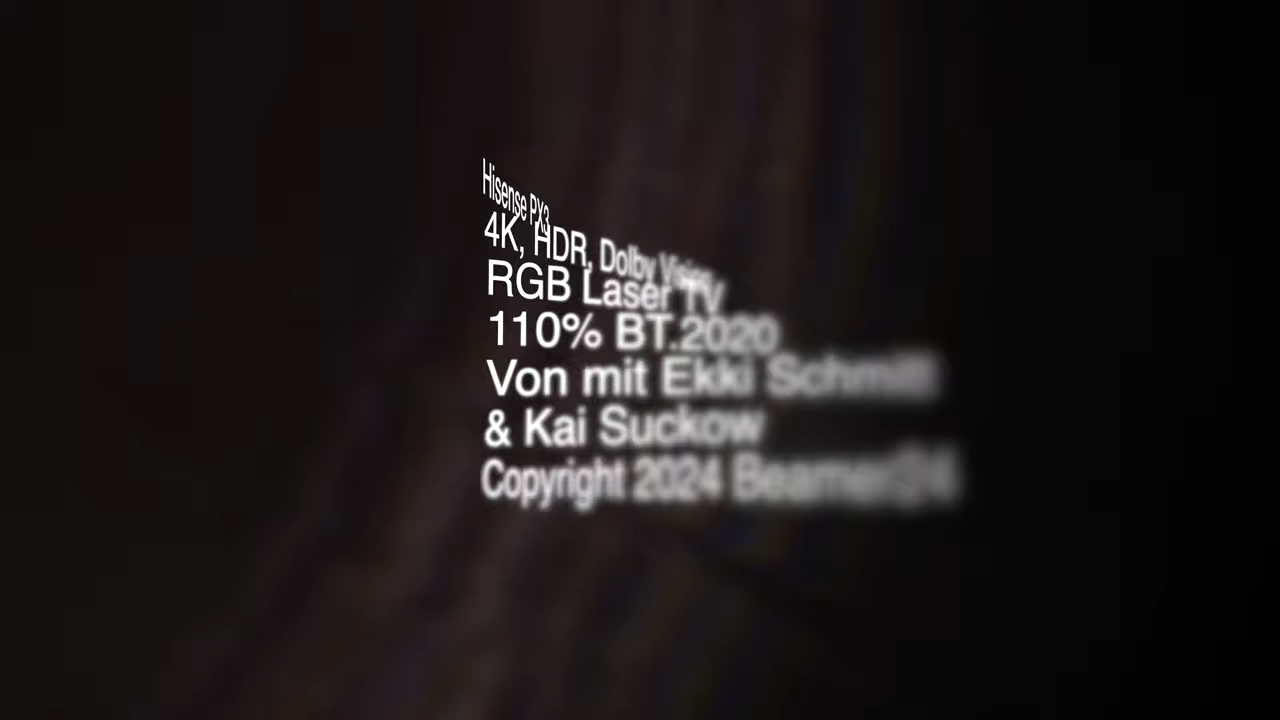 Hisense PX3
4K, HDR, Dolby Vision
RGB Laser TV
110% BT.2020
Von mit Ekki Schmitt
& Kai Suckow
Copyright 2024 Beamer24